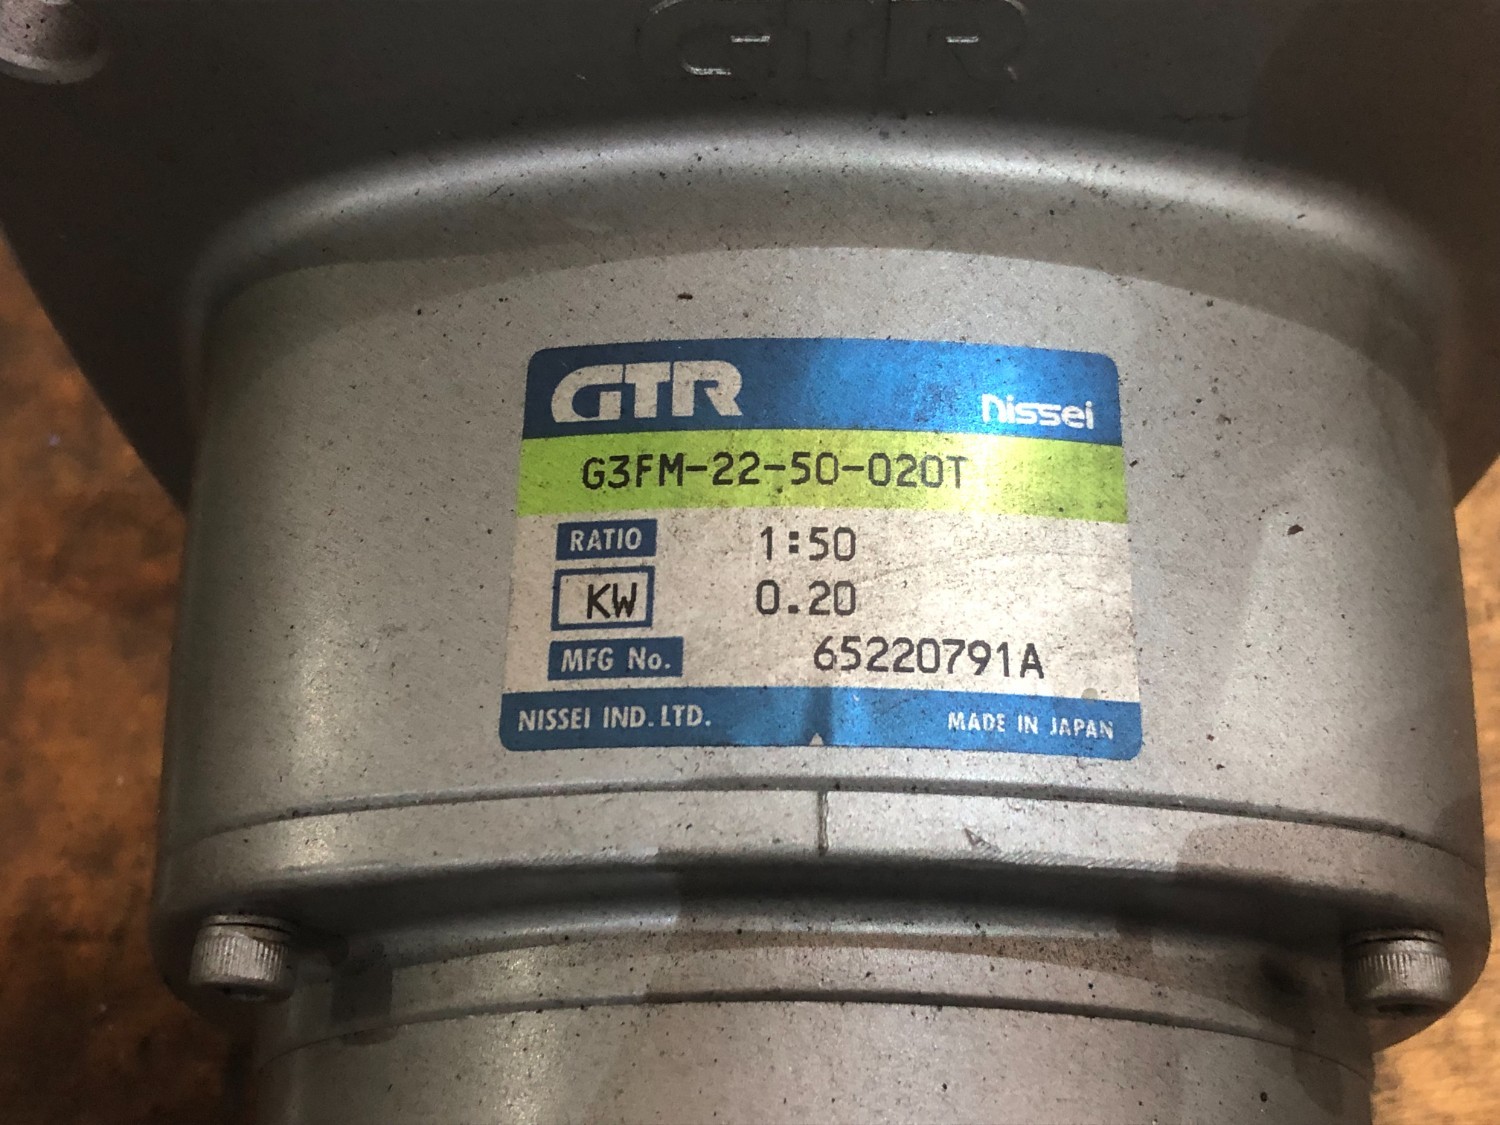 GTR
GTR
Nissei
G3FM-22-50-020T
RATIO 1:50
KW 0.20
MFG No. 65220791A
NISSEI IND. LTD. MADE IN JAPAN